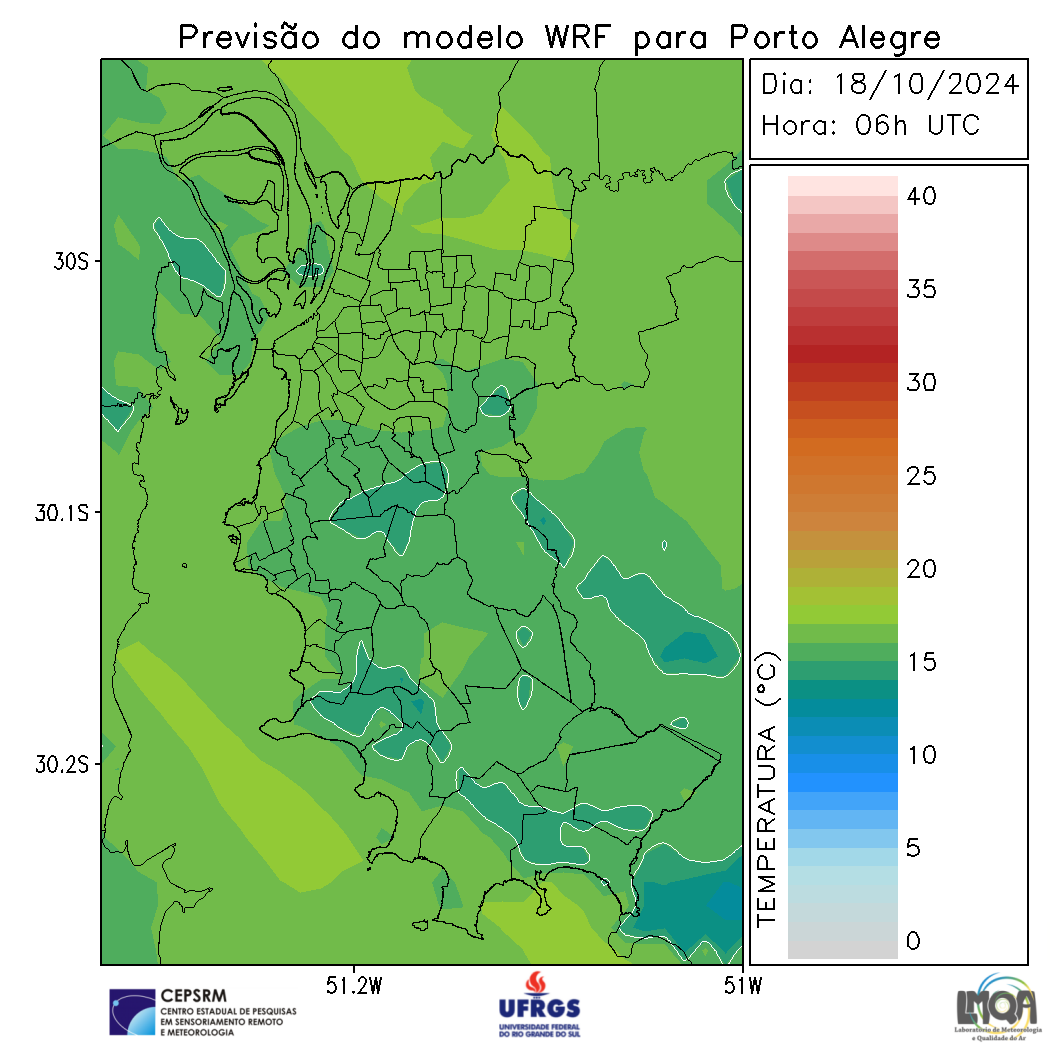 Previsão do modelo WRF para Porto Alegre
Dia: 18/10/2024
Hora: 06h UTC
40
35
30
25
20
15
10
5
0
TEMPERATURA (°C)
30S
30.1S
30.2S
51.2W
51W
CEPSRM
CENTRO ESTADUAL DE PESQUISAS
EM SENSORIAMENTO REMOTO
E METEOROLOGIA
UFRGS
UNIVERSIDADE FEDERAL
DO RIO GRANDE DO SUL
LMQA
Laboratório de Meteorologia
e Qualidade do Ar